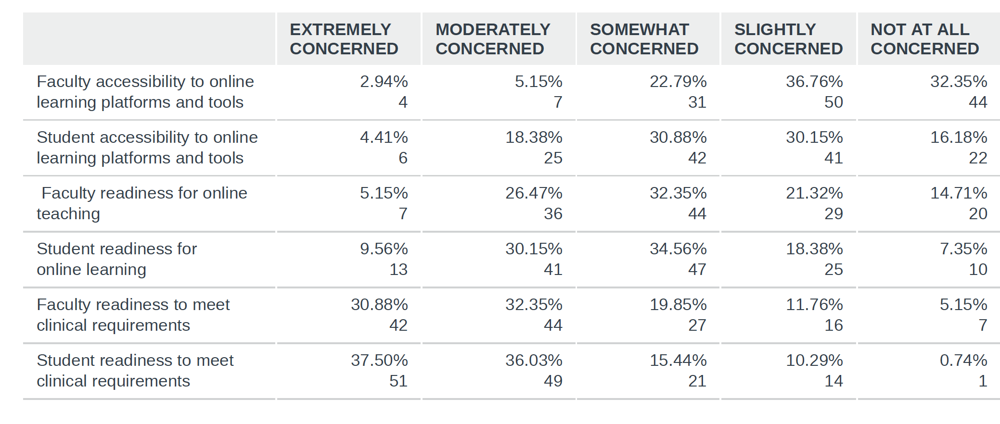 EXTREMELY CONCERNED MODERATELY CONCERNED SOMEWHAT CONCERNED SLIGHTLY CONCERNED NOT AT ALL CONCERNED
Faculty accessibility to online 2.94% 5.15% 22.79% 36.76% 32.35%
learning platforms and tools 4 7 31 50 44
Student accessibility to online 4.41% 18.38% 30.88% 30.15% 16.18%
learning platforms and tools 6 25 42 41 22
Faculty readiness for online 5.15% 26.47% 32.35% 21.32% 14.71%
teaching 7 36 44 29 20
Student readiness for 9.56% 30.15% 34.56% 18.38% 7.35%
online learning 13 41 47 25 10
Faculty readiness to meet 30.88% 32.35% 19.85% 11.76% 5.15%
clinical requirements 42 44 27 16 7
Student readiness to meet 37.50% 36.03% 15.44% 10.29% 0.74%
clinical requirements 51 49 21 14 1